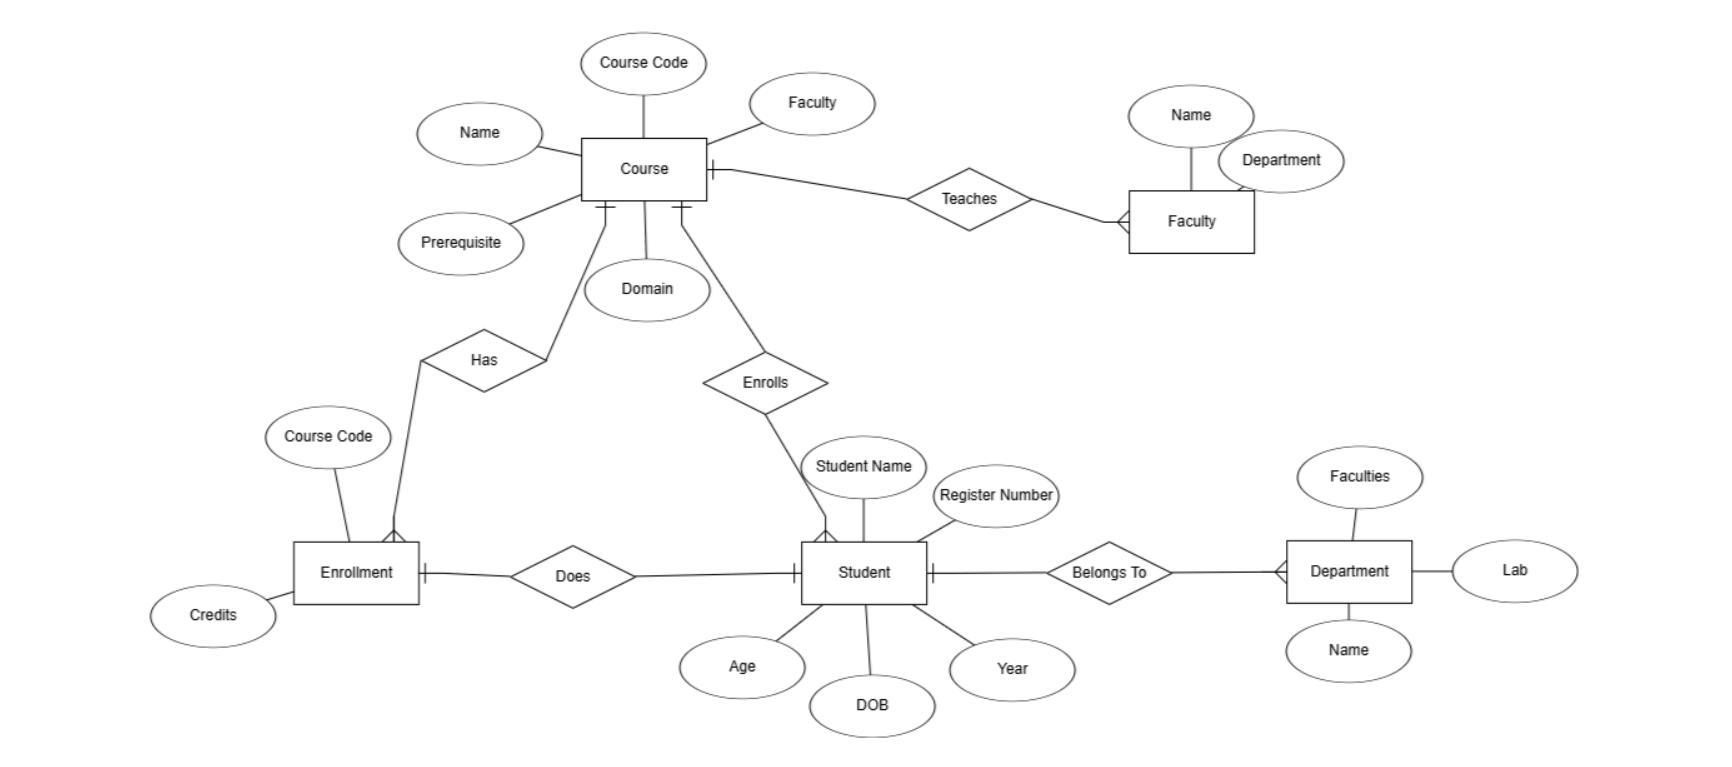 Course Code
Faculty
Name
Course
Prerequisite
Domain
Teaches
Name
Department
Faculty
Has
Enrolls
Course Code
Student Name
Register Number
Faculties
Enrollment
Does
Student
Belongs To
Department
Lab
Credits
Age
DOB
Year
Name